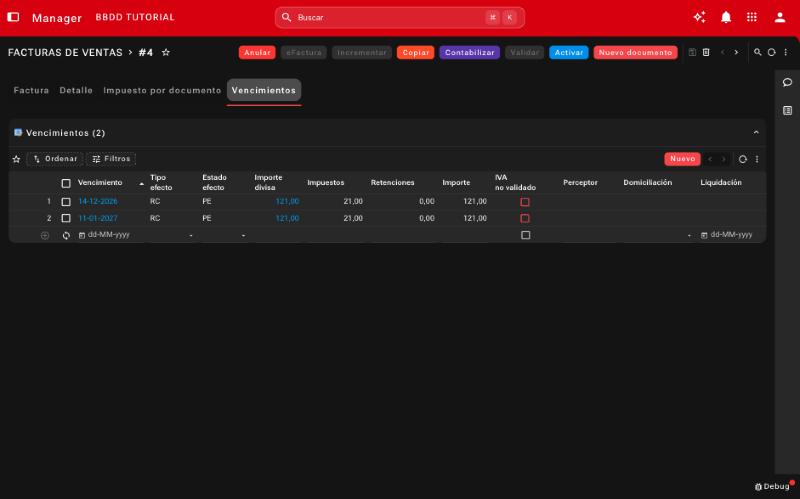 Manager BBDD TUTORIAL Buscar ⌘ K
FACTURAS DE VENTAS > #4 Anular eFactura Incrementar Copiar Contabilizar Validar Activar Nuevo documento
Factura Detalle Impuesto por documento Vencimientos
Vencimientos (2)
Ordenar Filtros Nuevo
Vencimiento Tipo efecto Estado efecto Importe divisa Impuestos Retenciones Importe IVA no validado Perceptor Domiciliación Liquidación
1 14-12-2026 RC PE 121,00 21,00 0,00 121,00
2 11-01-2027 RC PE 121,00 21,00 0,00 121,00
dd-MM-yyyy - - - dd-MM-yyyy
Debug